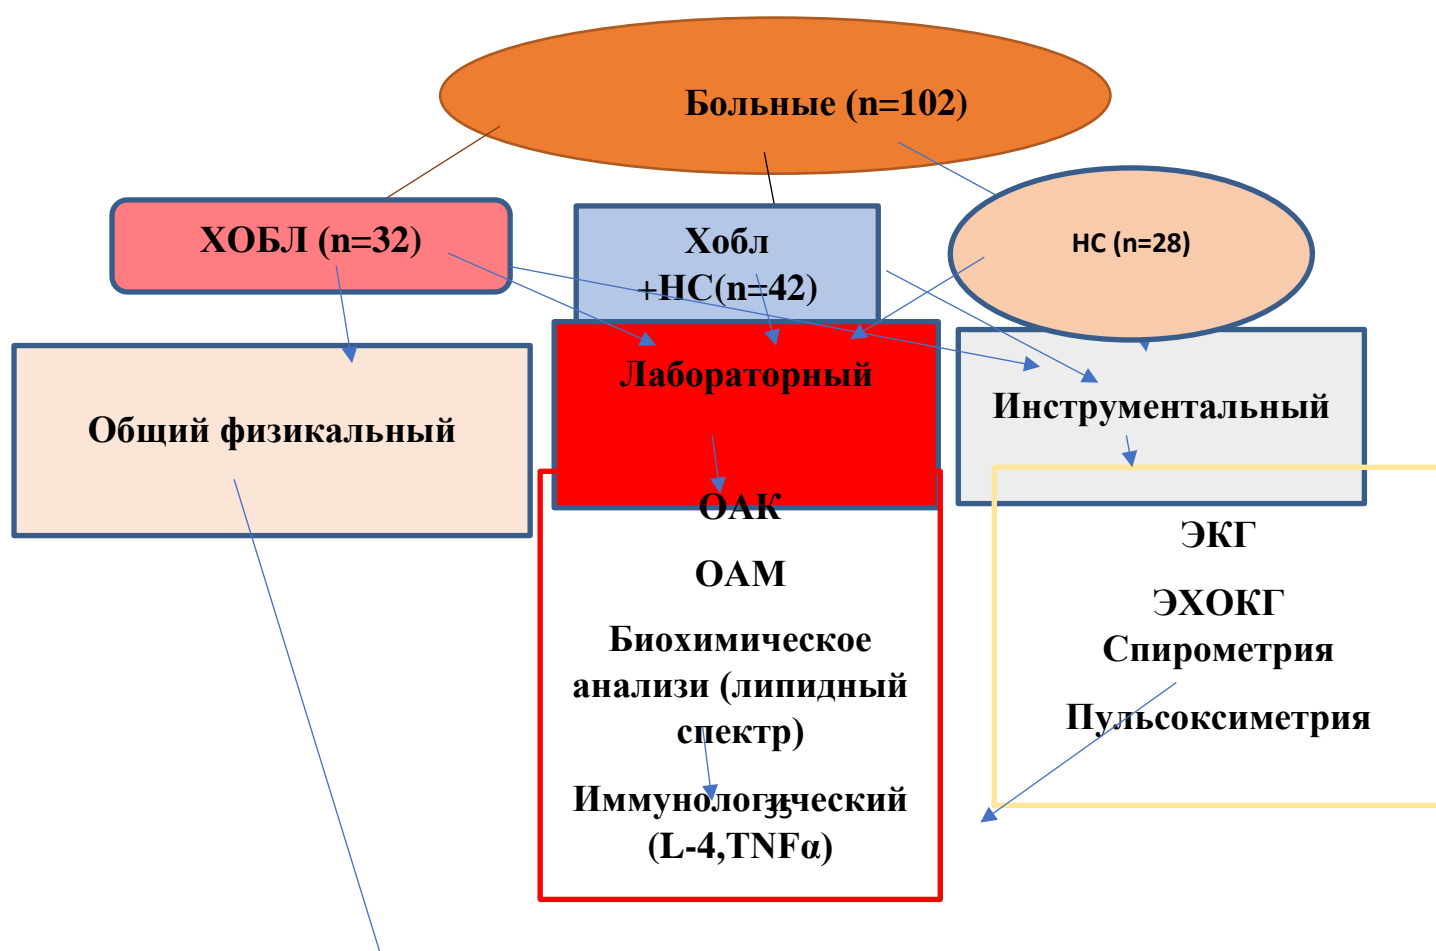 Больные (n=102)
ХОБЛ (n=32)
Хобл
+НС(n=42)
НС (n=28)
Общий физикальный
Лабораторный
Инструментальный
ОАК
ОАМ
Биохимическое
анализи (липидный
спектр)
Иммунологический
(L-4,TNFα)
35
ЭКГ
ЭХОКГ
Спирометрия
Пульсоксиметрия